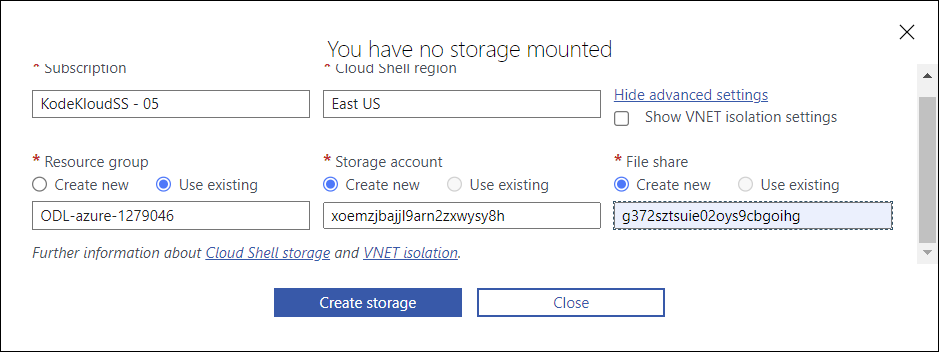 You have no storage mounted
* Subscription
* Cloud Shell region
KodeKloudSS - 05
East US
Hide advanced settings
Show VNET isolation settings
* Resource group
* Storage account
* File share
Create new
Use existing
Create new
Use existing
Create new
Use existing
ODL-azure-1279046
xoemzjbajjl9arn2zxwysy8h
g372sztsuie02oys9cbgoihg
Further information about Cloud Shell storage and VNET isolation.
Create storage
Close